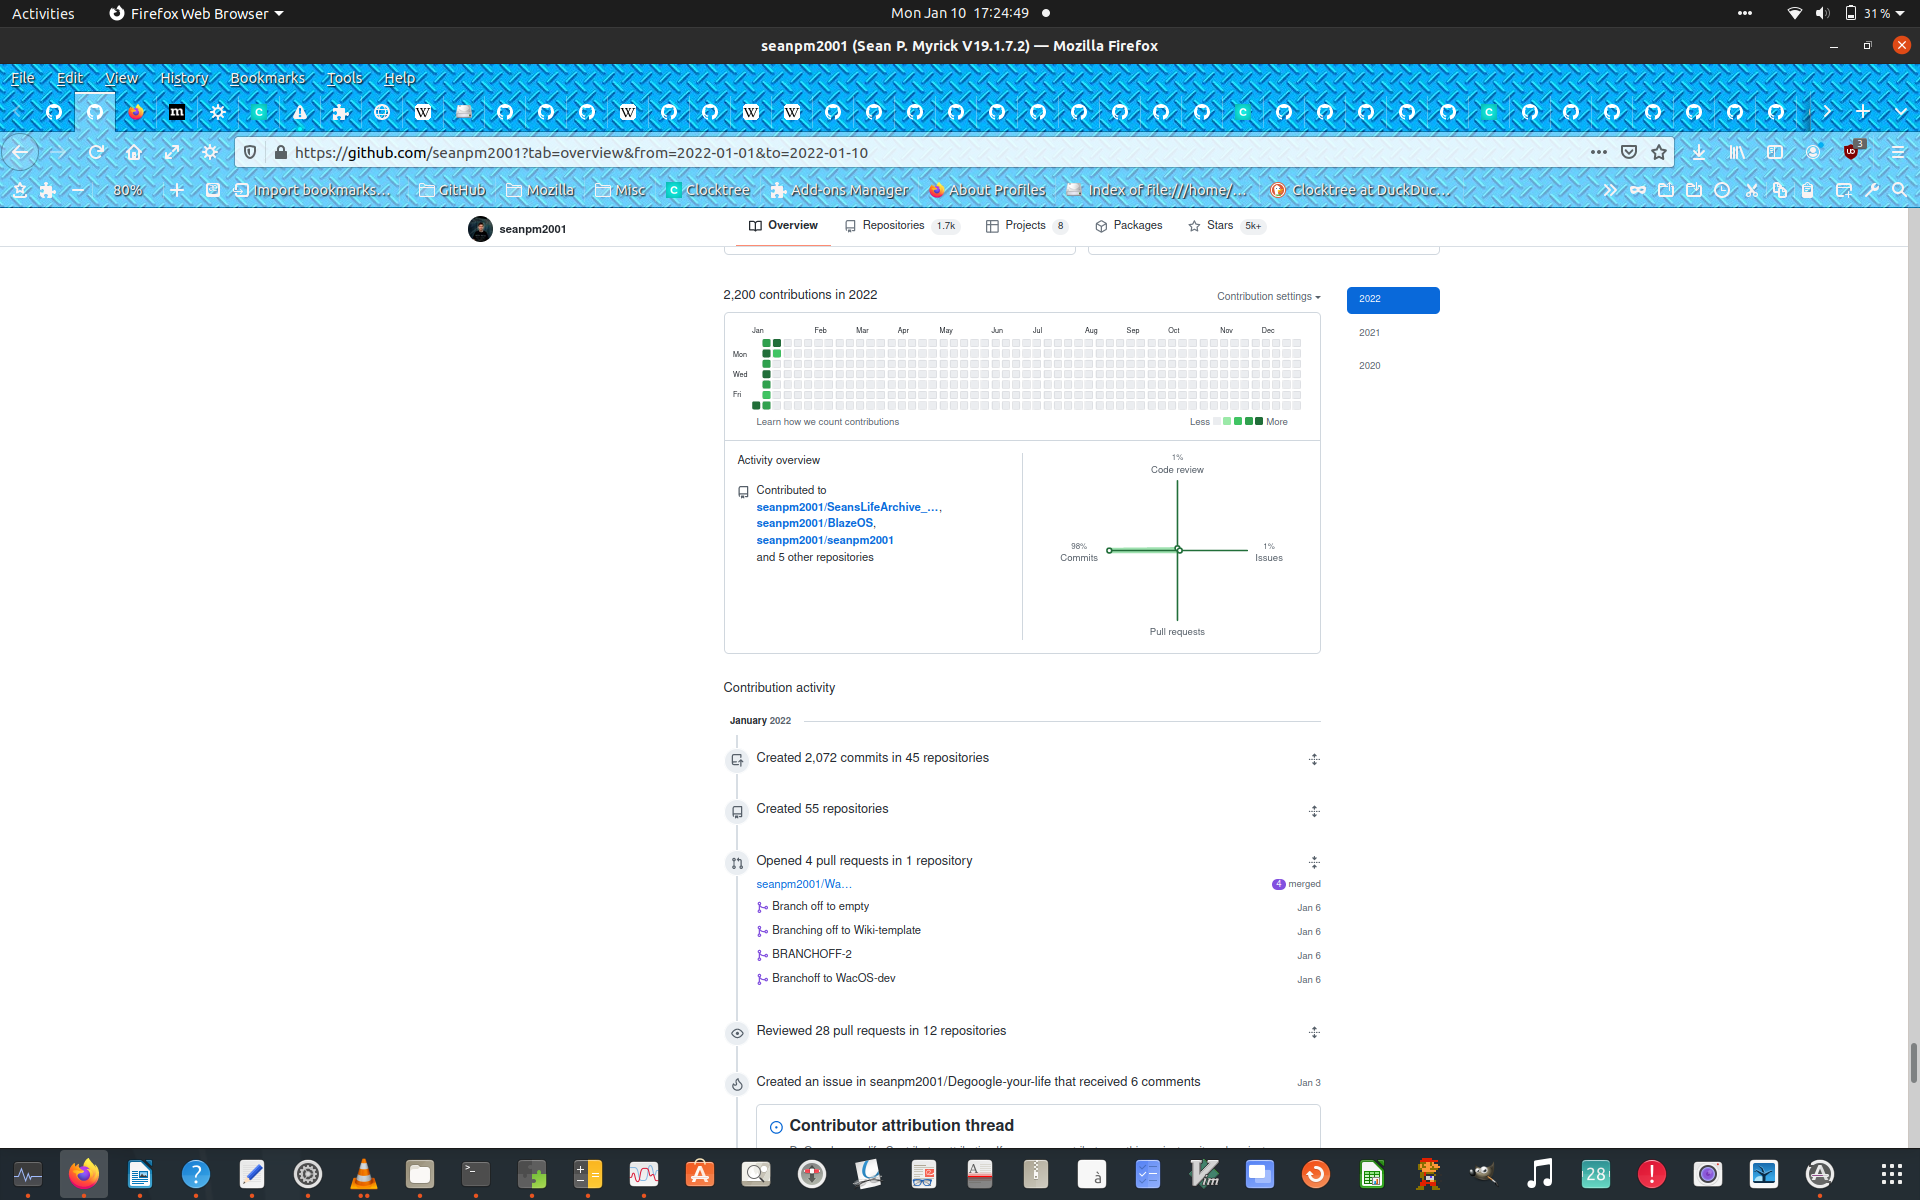 Activities
Firefox Web Browser
Mon Jan 10 17:24:49
31 %
seanpm2001 (Sean P. Myrick V19.1.7.2) — Mozilla Firefox
File Edit View History Bookmarks Tools Help
https://github.com/seanpm2001?tab=overview&from=2022-01-01&to=2022-01-10
3
80%
Import bookmarks...
GitHub
Mozilla
Misc
Clocktree
Add-ons Manager
About Profiles
Index of file:///home/...
Clocktree at DuckDuc...
seanpm2001
Overview
Repositories 1.7k
Projects 8
Packages
Stars 5k+
2,200 contributions in 2022
Contribution settings
2022
2021
2020
Jan Feb Mar Apr May Jun Jul Aug Sep Oct Nov Dec
Mon
Wed
Fri
Learn how we count contributions
Less More
Activity overview
Contributed to
seanpm2001/SeansLifeArchive_...,
seanpm2001/BlazeOS,
seanpm2001/seanpm2001
and 5 other repositories
1%
Code review
98%
Commits
1%
Issues
Pull requests
Contribution activity
January 2022
Created 2,072 commits in 45 repositories
Created 55 repositories
Opened 4 pull requests in 1 repository
seanpm2001/Wa...
4 merged
Branch off to empty Jan 6
Branching off to Wiki-template Jan 6
BRANCHOFF-2 Jan 6
Branchoff to WacOS-dev Jan 6
Reviewed 28 pull requests in 12 repositories
Created an issue in seanpm2001/Degoogle-your-life that received 6 comments Jan 3
Contributor attribution thread
28